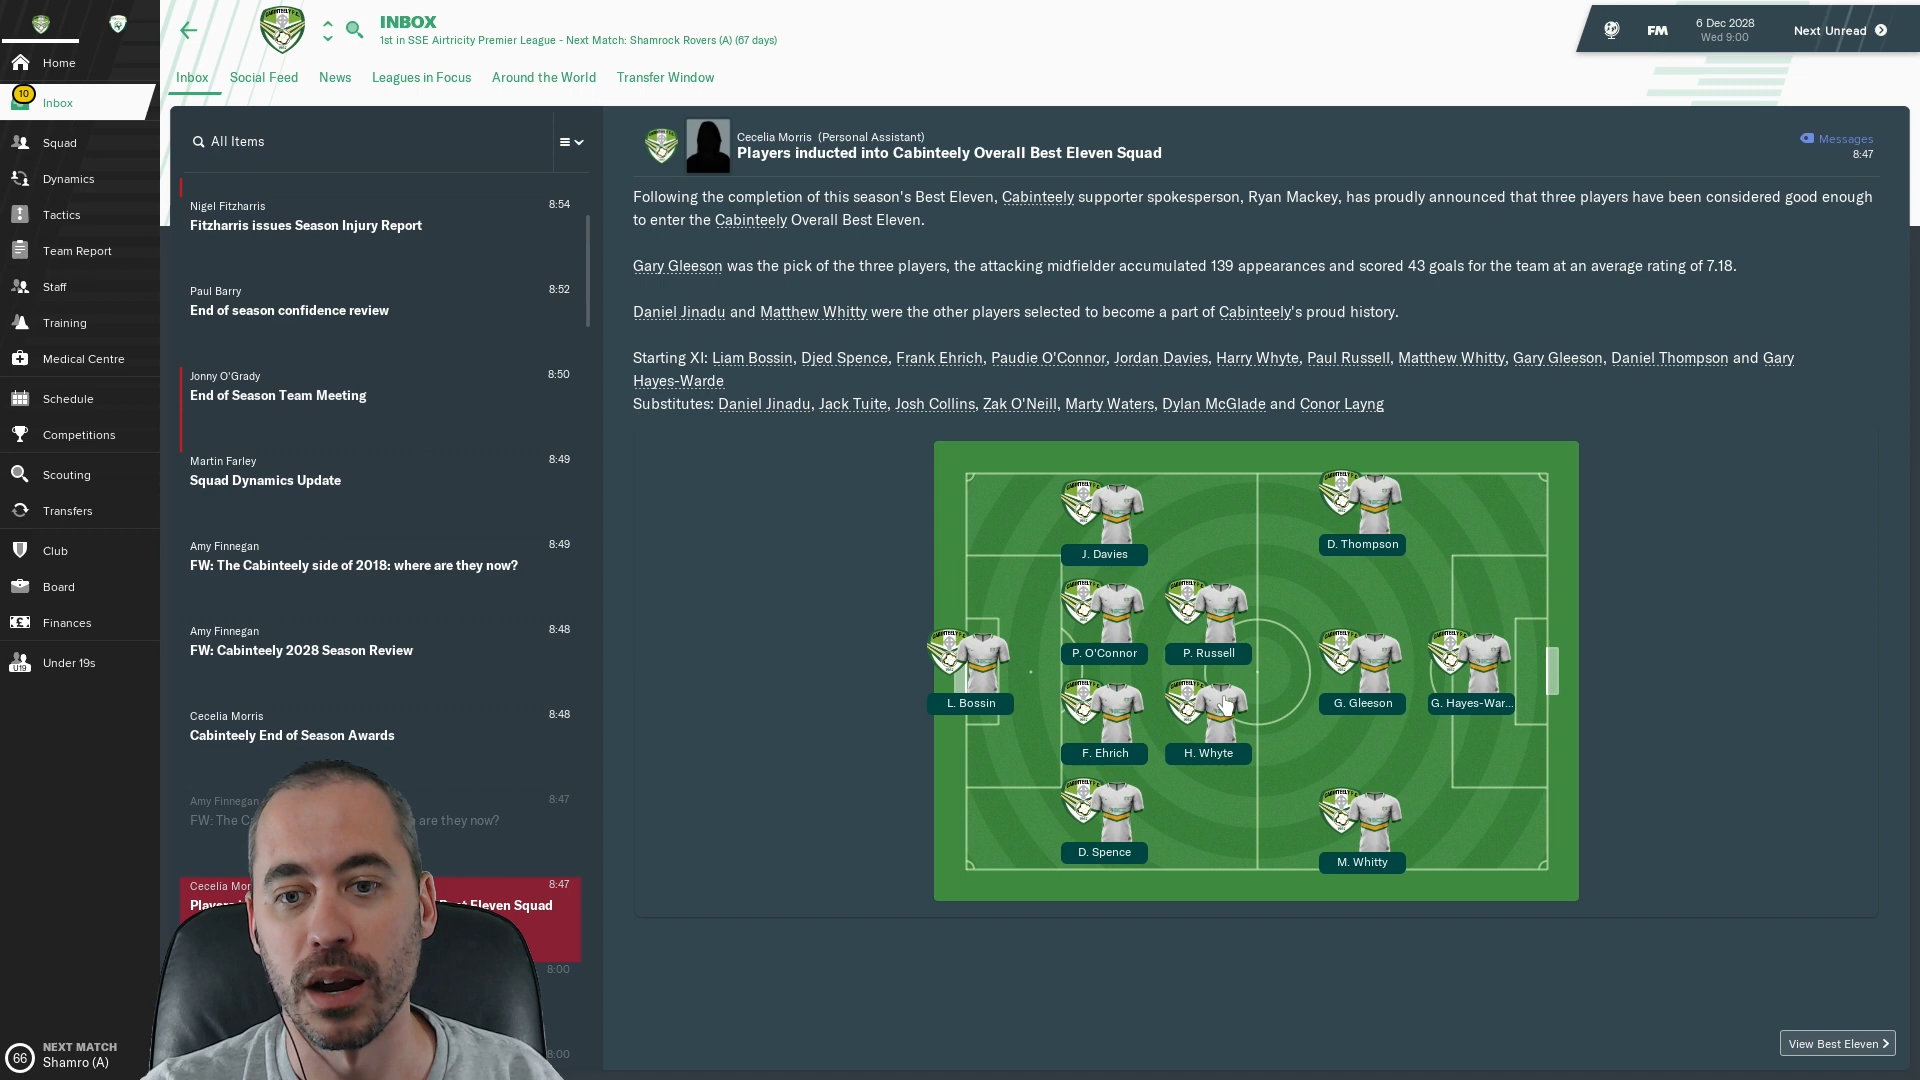 INBOX
1st in SSE Airtricity Premier League - Next Match: Shamrock Rovers (A) (67 days)
FM
6 Dec 2028
Wed 9:00
Next Unread
Inbox
Social Feed
News
Leagues in Focus
Around the World
Transfer Window
Home
10
Inbox
Squad
Dynamics
Tactics
Team Report
Staff
Training
Medical Centre
Schedule
Competitions
Scouting
Transfers
Club
Board
Finances
U19
Under 19s
66
NEXT MATCH
Shamro (A)
All Items
Nigel Fitzharris 8:54
Fitzharris issues Season Injury Report
Paul Barry 8:52
End of season confidence review
Jonny O'Grady 8:50
End of Season Team Meeting
Martin Farley 8:49
Squad Dynamics Update
Amy Finnegan 8:49
FW: The Cabinteely side of 2018: where are they now?
Amy Finnegan 8:48
FW: Cabinteely 2028 Season Review
Cecelia Morris 8:48
Cabinteely End of Season Awards
Amy Finnegan 8:47
FW: The Ca are they now?
Cecelia Mor 8:47
Eleven Squad
8:00
8:00
Cecelia Morris (Personal Assistant)
Players inducted into Cabinteely Overall Best Eleven Squad
Messages
8:47
Following the completion of this season's Best Eleven, Cabinteely supporter spokesperson, Ryan Mackey, has proudly announced that three players have been considered good enough
to enter the Cabinteely Overall Best Eleven.
Gary Gleeson was the pick of the three players, the attacking midfielder accumulated 139 appearances and scored 43 goals for the team at an average rating of 7.18.
Daniel Jinadu and Matthew Whitty were the other players selected to become a part of Cabinteely's proud history.
Starting XI: Liam Bossin, Djed Spence, Frank Ehrich, Paudie O'Connor, Jordan Davies, Harry Whyte, Paul Russell, Matthew Whitty, Gary Gleeson, Daniel Thompson and Gary
Hayes-Warde
Substitutes: Daniel Jinadu, Jack Tuite, Josh Collins, Zak O'Neill, Marty Waters, Dylan McGlade and Conor Layng
J. Davies
D. Thompson
P. O'Connor
P. Russell
L. Bossin
G. Gleeson
G. Hayes-War...
F. Ehrich
H. Whyte
D. Spence
M. Whitty
View Best Eleven